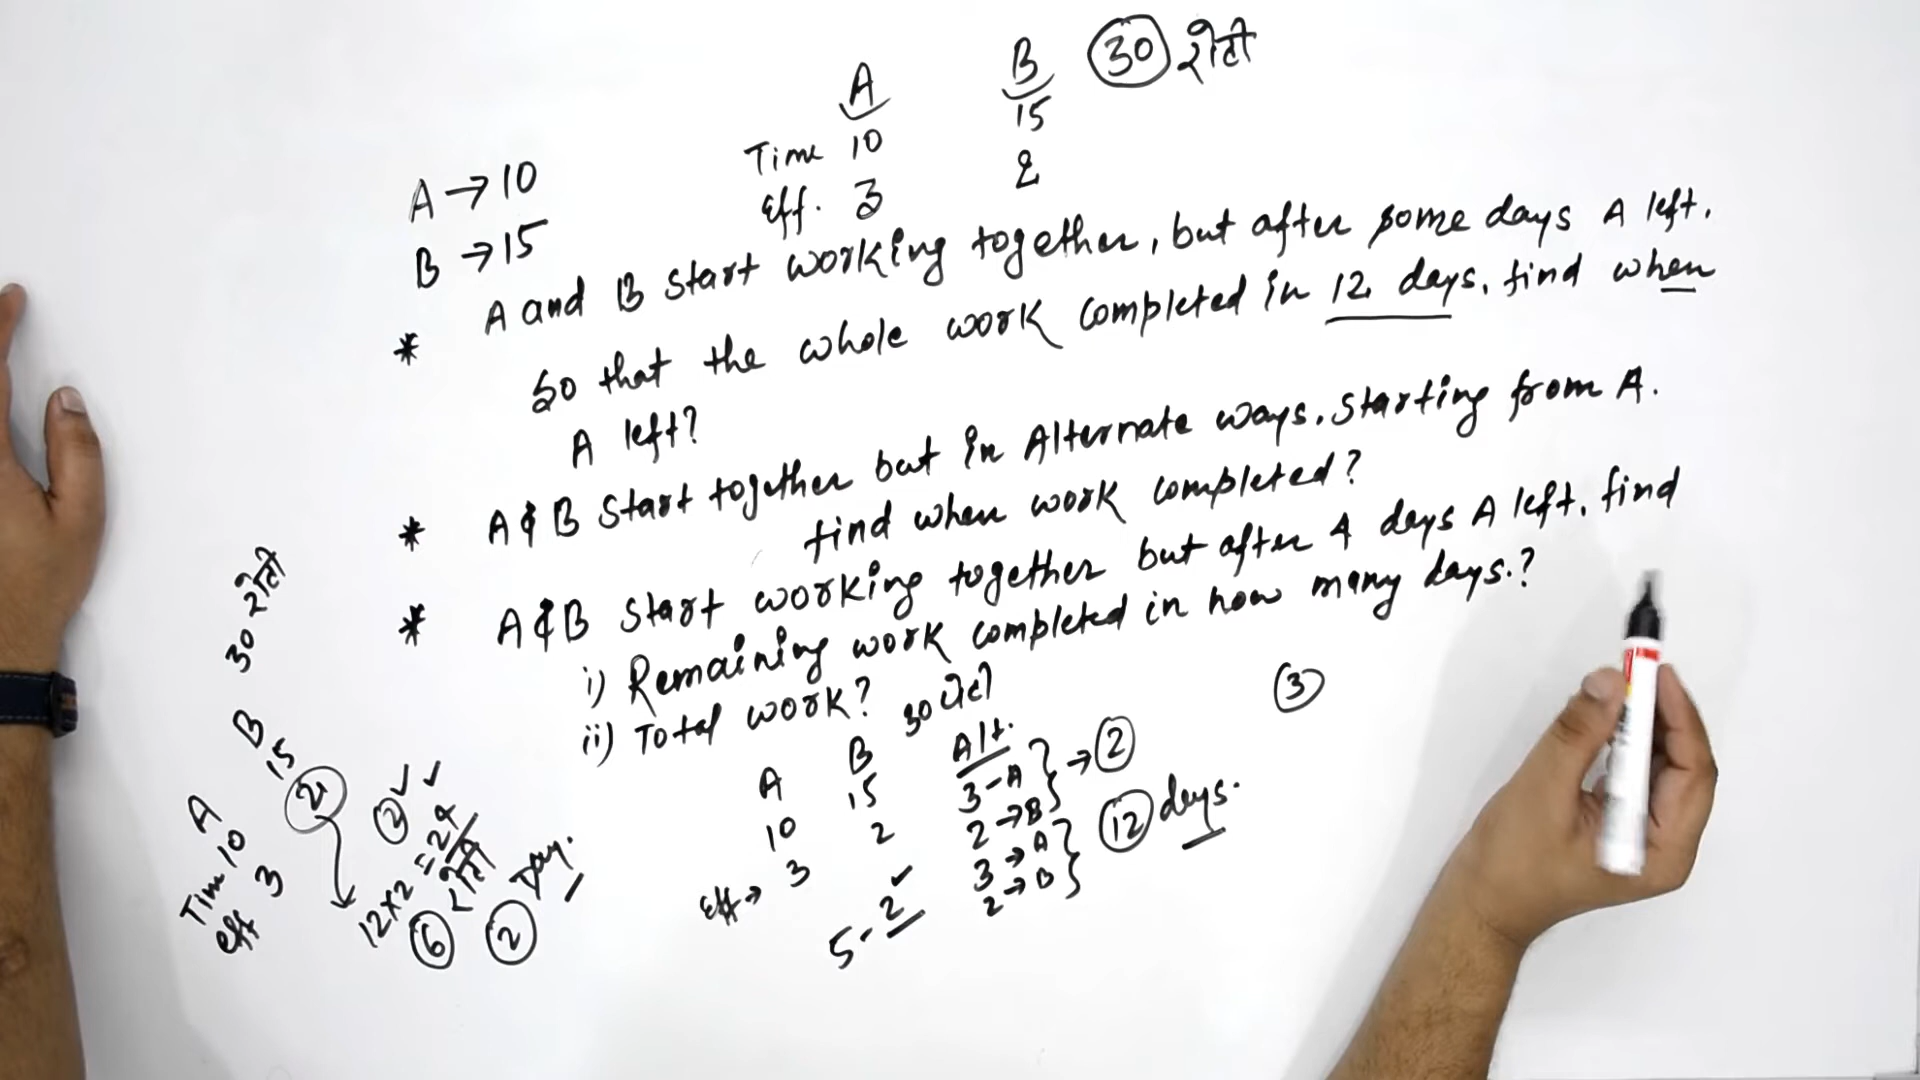 A B 30 रोटी
Time 10 15
Eff. 3 2
A → 10
B → 15
* A and B start working together, but after some days A left.
so that the whole work completed in 12 days. find when
A left?
* A & B start together but in Alternate ways. starting from A.
find when work completed?
* A & B start working together but after 4 days A left. find
i) Remaining work completed in how many days.?
ii) Total work?
30 रोटी
A B
Time 10 15
eff 3 2
2
12×2 = 24
6 रोटी
2 Day.
30 रोटी
A B
10 15
Eff → 3 2
5 - 2
Alt.
3 - A
2 → B
→ 2
3 → A
2 → B
12 days.
3